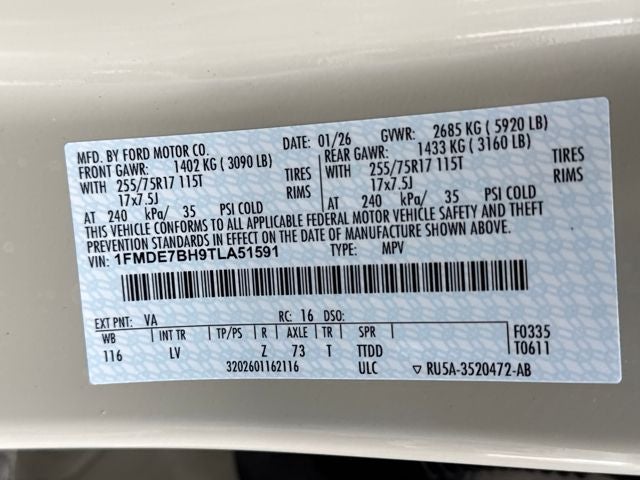 MFD. BY FORD MOTOR CO. DATE: 01/26 GVWR: 2685 KG ( 5920 LB)
FRONT GAWR: 1402 KG ( 3090 LB) REAR GAWR: 1433 KG ( 3160 LB)
WITH 255/75R17 115T TIRES WITH 255/75R17 115T TIRES
17x7.5J RIMS 17x7.5J RIMS
AT 240 kPa/ 35 PSI COLD AT 240 kPa/ 35 PSI COLD
THIS VEHICLE CONFORMS TO ALL APPLICABLE FEDERAL MOTOR VEHICLE SAFETY AND THEFT
PREVENTION STANDARDS IN EFFECT ON THE DATE OF MANUFACTURE SHOWN ABOVE.
VIN: 1FMDE7BH9TLA51591 TYPE: MPV
EXT PNT: VA RC: 16 DSO:
WB INT TR TP/PS R AXLE TR SPR F0335
116 LV Z 73 T TTDD T0611
3202601162116 ULC ▽ RU5A-3520472-AB